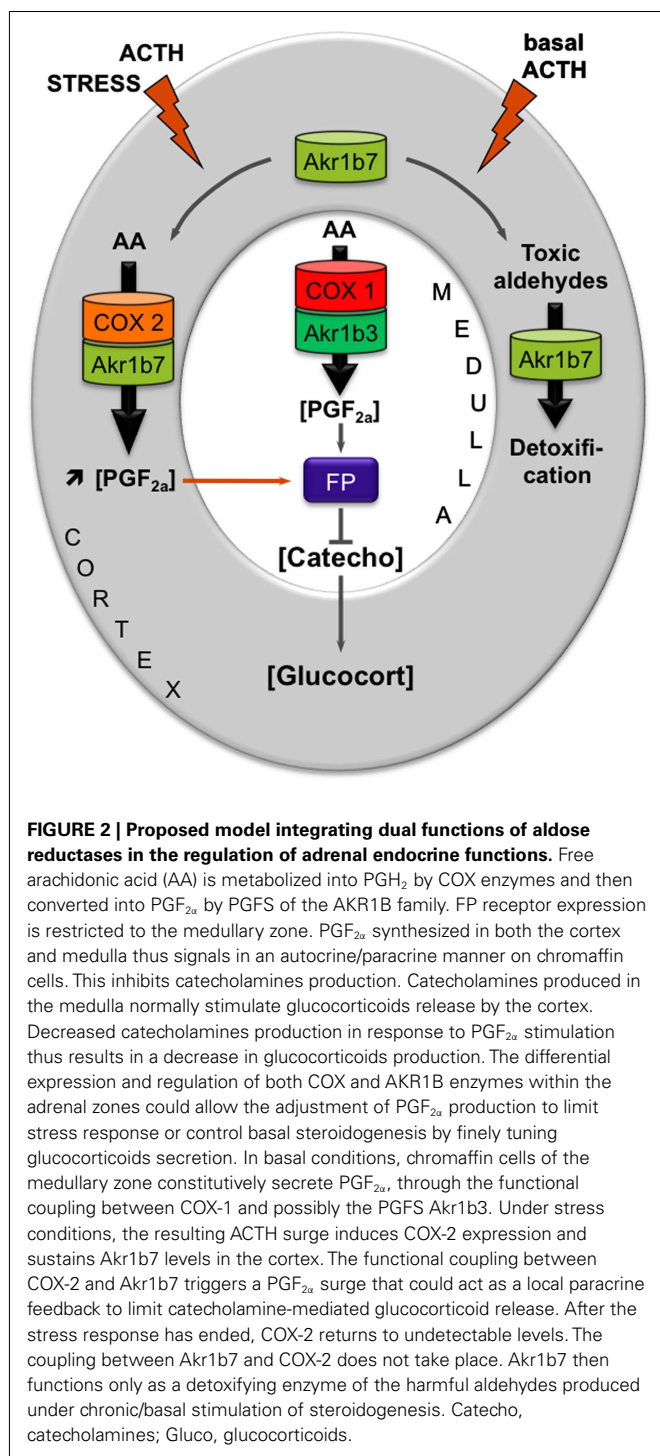 ACTH
STRESS
basal
ACTH
Akr1b7
AA
COX 2
Akr1b7
↗ [PGF2a]
AA
COX 1
Akr1b3
[PGF2a]
FP
[Catecho]
[Glucocort]
Toxic
aldehydes
Akr1b7
Detoxifi-
cation
M
E
D
U
L
L
A
C
O
R
T
E
X
FIGURE 2 | Proposed model integrating dual functions of aldose
reductases in the regulation of adrenal endocrine functions. Free
arachidonic acid (AA) is metabolized into PGH2 by COX enzymes and then
converted into PGF2α by PGFS of the AKR1B family. FP receptor expression
is restricted to the medullary zone. PGF2α synthesized in both the cortex
and medulla thus signals in an autocrine/paracrine manner on chromaffin
cells. This inhibits catecholamines production. Catecholamines produced in
the medulla normally stimulate glucocorticoids release by the cortex.
Decreased catecholamines production in response to PGF2α stimulation
thus results in a decrease in glucocorticoids production. The differential
expression and regulation of both COX and AKR1B enzymes within the
adrenal zones could allow the adjustment of PGF2α production to limit
stress response or control basal steroidogenesis by finely tuning
glucocorticoids secretion. In basal conditions, chromaffin cells of the
medullary zone constitutively secrete PGF2α, through the functional
coupling between COX-1 and possibly the PGFS Akr1b3. Under stress
conditions, the resulting ACTH surge induces COX-2 expression and
sustains Akr1b7 levels in the cortex. The functional coupling between
COX-2 and Akr1b7 triggers a PGF2α surge that could act as a local paracrine
feedback to limit catecholamine-mediated glucocorticoid release. After the
stress response has ended, COX-2 returns to undetectable levels. The
coupling between Akr1b7 and COX-2 does not take place. Akr1b7 then
functions only as a detoxifying enzyme of the harmful aldehydes produced
under chronic/basal stimulation of steroidogenesis. Catecho,
catecholamines; Gluco, glucocorticoids.